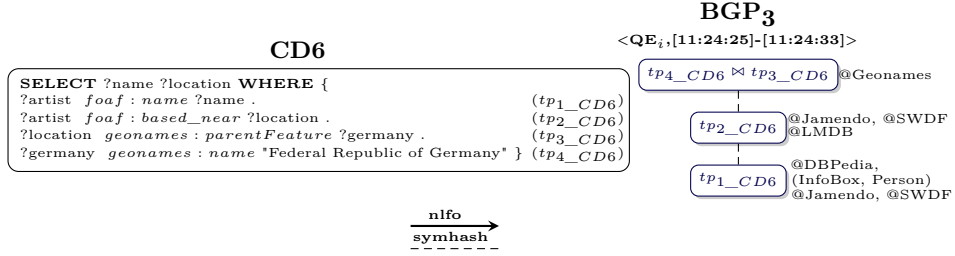 CD6
SELECT ?name ?location WHERE {
?artist foaf : name ?name . (tp1_CD6)
?artist foaf : based_near ?location . (tp2_CD6)
?location geonames : parentFeature ?germany . (tp3_CD6)
?germany geonames : name "Federal Republic of Germany" } (tp4_CD6)
BGP3
<QEi,[11:24:25]-[11:24:33]>
tp4_CD6 ⋈ tp3_CD6 @Geonames
tp2_CD6 @Jamendo, @SWDF
@LMDB
tp1_CD6 @DBPedia,
(InfoBox, Person)
@Jamendo, @SWDF
nlfo
symhash